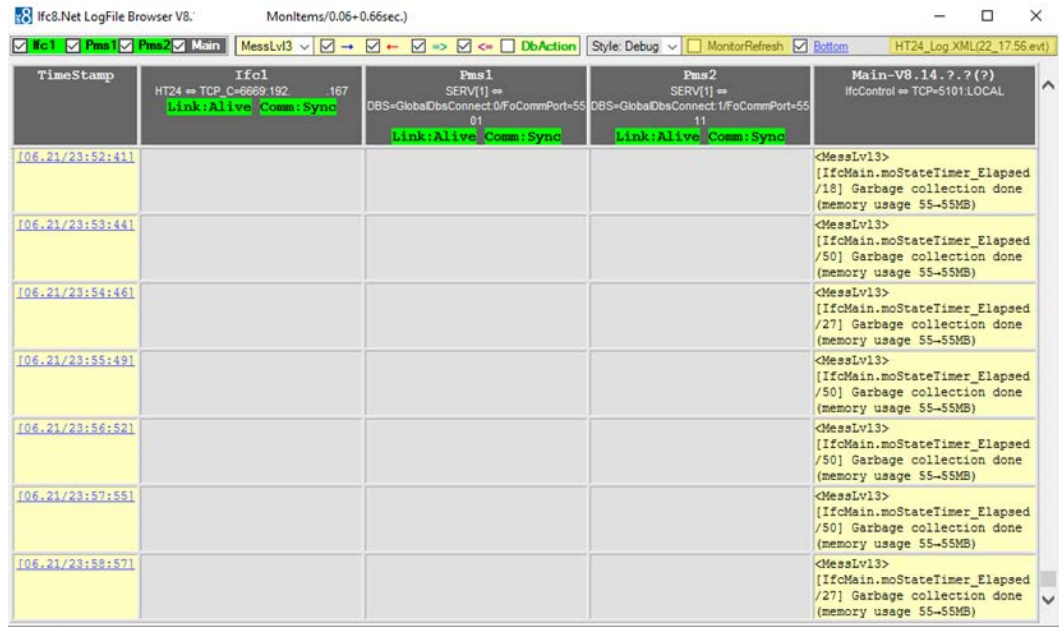 Ifc8.Net LogFile Browser V8. MonItems/0.06+0.66sec.)
Ifc1 Pms1 Pms2 Main MessLvl3 → ← => <= DbAction Style: Debug MonitorRefresh Bottom HT24_Log.XML(22_17.56.evt)
TimeStamp
Ifc1
HT24 ⇔ TCP_C=6669:192. .167
Link:Alive Comm:Sync
Pms1
SERV[1] ⇔
DBS=GlobalDbsConnect:0/FoCommPort=55
01
Link:Alive Comm:Sync
Pms2
SERV[1] ⇔
DBS=GlobalDbsConnect:1/FoCommPort=55
11
Link:Alive Comm:Sync
Main-V8.14.?.?(?)
IfcControl ⇔ TCP=5101:LOCAL
[06.21/23:52:41]
<MessLvl3>
[IfcMain.moStateTimer_Elapsed
/18] Garbage collection done
(memory usage 55→55MB)
[06.21/23:53:44]
<MessLvl3>
[IfcMain.moStateTimer_Elapsed
/50] Garbage collection done
(memory usage 55→55MB)
[06.21/23:54:46]
<MessLvl3>
[IfcMain.moStateTimer_Elapsed
/27] Garbage collection done
(memory usage 55→55MB)
[06.21/23:55:49]
<MessLvl3>
[IfcMain.moStateTimer_Elapsed
/50] Garbage collection done
(memory usage 55→55MB)
[06.21/23:56:52]
<MessLvl3>
[IfcMain.moStateTimer_Elapsed
/50] Garbage collection done
(memory usage 55→55MB)
[06.21/23:57:55]
<MessLvl3>
[IfcMain.moStateTimer_Elapsed
/50] Garbage collection done
(memory usage 55→55MB)
[06.21/23:58:57]
<MessLvl3>
[IfcMain.moStateTimer_Elapsed
/27] Garbage collection done
(memory usage 55→55MB)